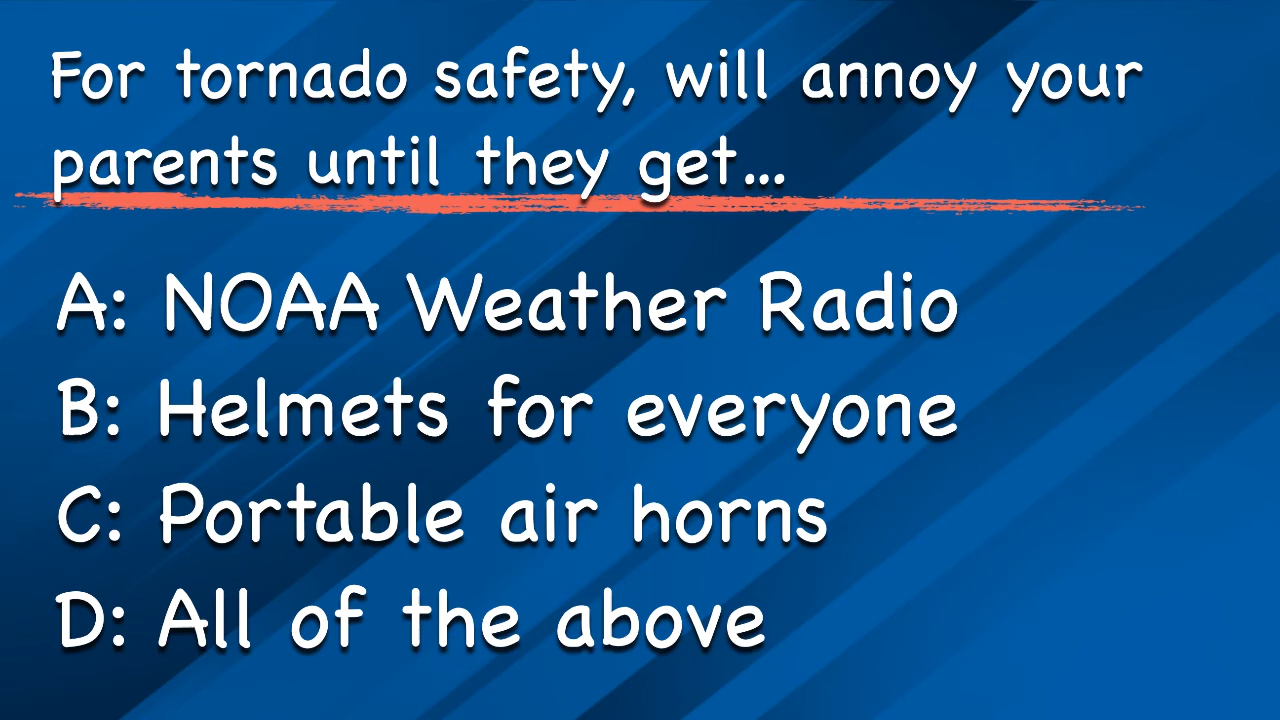 For tornado safety, will annoy your
parents until they get...
A: NOAA Weather Radio
B: Helmets for everyone
C: Portable air horns
D: All of the above